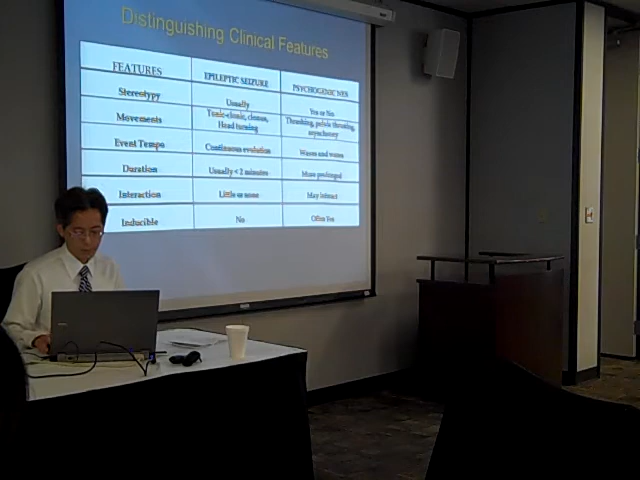 Distinguishing Clinical Features
FEATURES EPILEPTIC SEIZURE PSYCHOGENIC NES
Stereotypy Usually Yes or No
Movements Tonic-clonic, clonus, Head turning Thrashing, pelvic thrusting, asynchrony
Event Tempo Continuous evolution Waxes and wanes
Duration Usually < 2 minutes More prolonged
Interaction Little or none May interact
Inducible No Often Yes